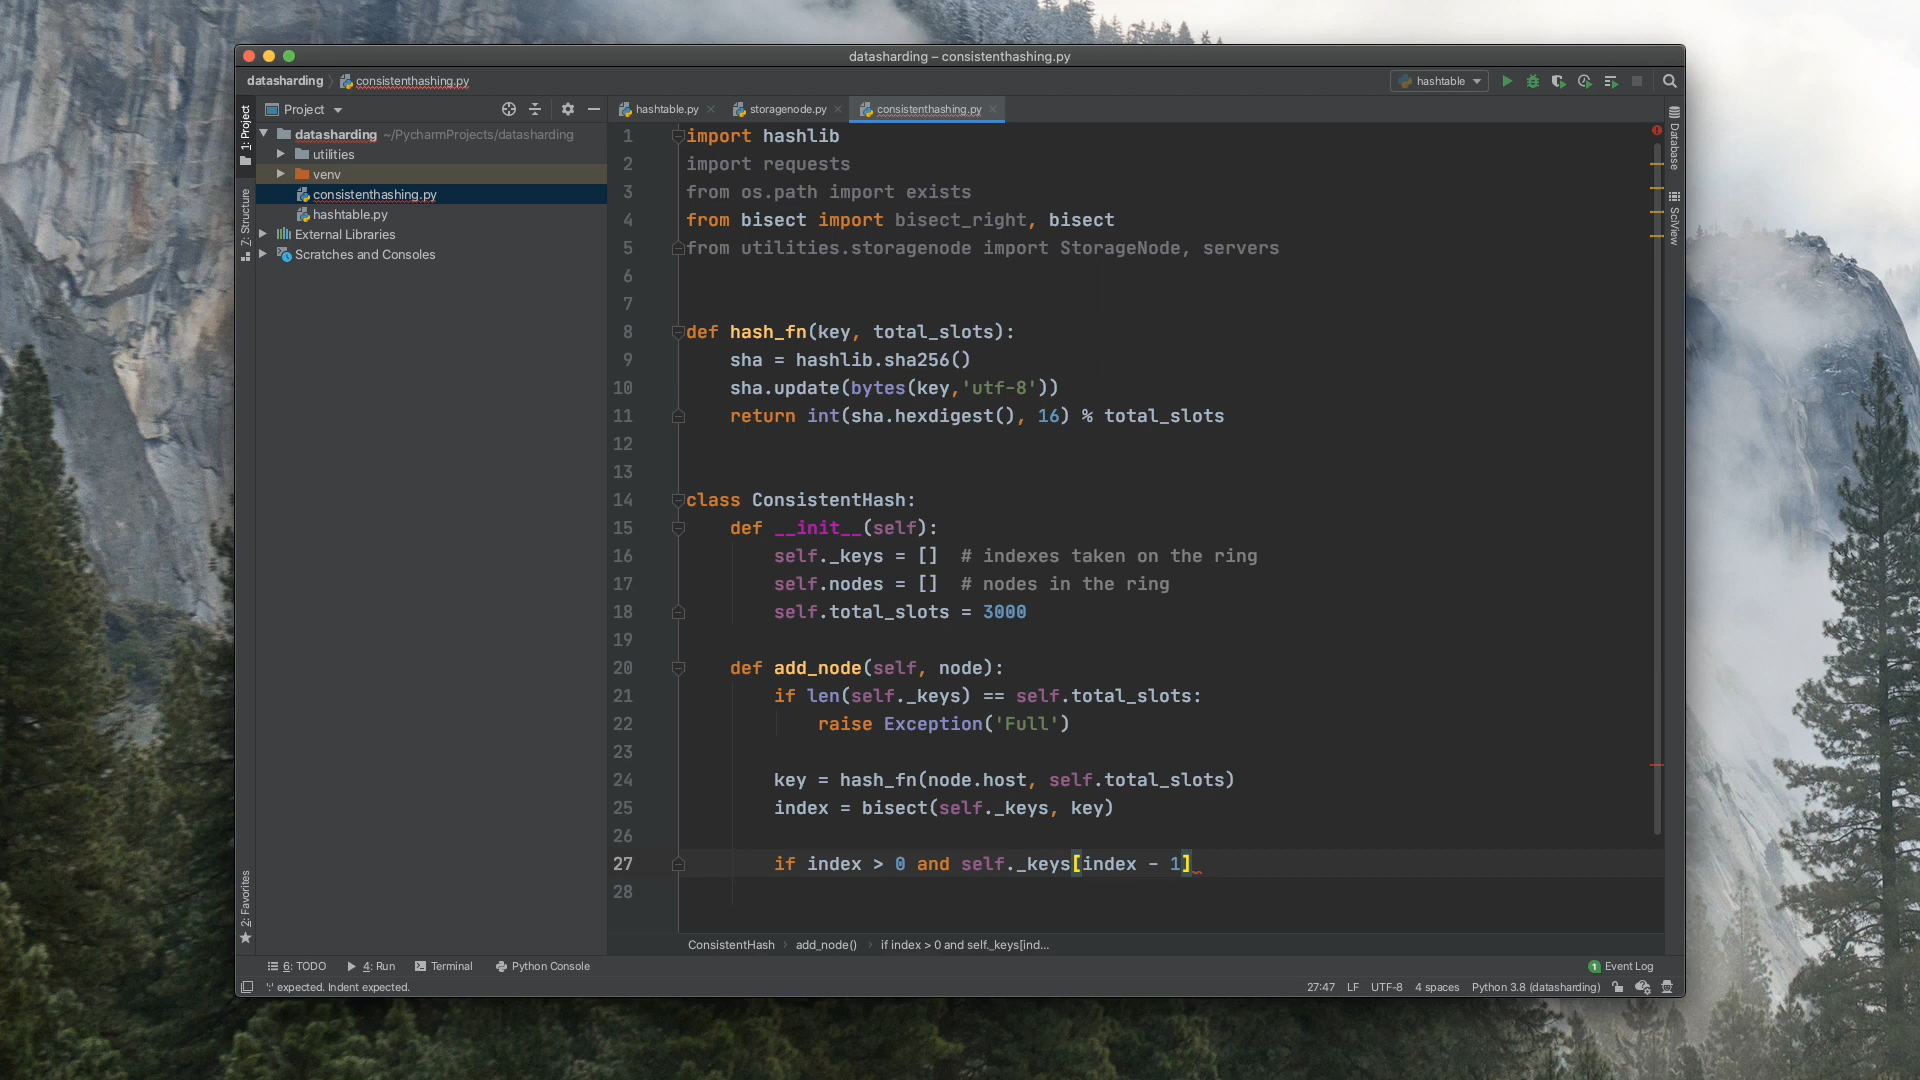 datasharding – consistenthashing.py
datasharding consistenthashing.py
hashtable
Project
hashtable.py
storagenode.py
consistenthashing.py
1: Project
Z: Structure
2: Favorites
Database
SciView
datasharding ~/PycharmProjects/datasharding
utilities
venv
consistenthashing.py
hashtable.py
External Libraries
Scratches and Consoles
1 import hashlib
2 import requests
3 from os.path import exists
4 from bisect import bisect_right, bisect
5 from utilities.storagenode import StorageNode, servers
6
7
8 def hash_fn(key, total_slots):
9 sha = hashlib.sha256()
10 sha.update(bytes(key,'utf-8'))
11 return int(sha.hexdigest(), 16) % total_slots
12
13
14 class ConsistentHash:
15 def __init__(self):
16 self._keys = [] # indexes taken on the ring
17 self.nodes = [] # nodes in the ring
18 self.total_slots = 3000
19
20 def add_node(self, node):
21 if len(self._keys) == self.total_slots:
22 raise Exception('Full')
23
24 key = hash_fn(node.host, self.total_slots)
25 index = bisect(self._keys, key)
26
27 if index > 0 and self._keys[index - 1]
28
ConsistentHash add_node() if index > 0 and self._keys[ind...
6: TODO 4: Run Terminal Python Console
1 Event Log
':' expected. Indent expected.
27:47 LF UTF-8 4 spaces Python 3.8 (datasharding)